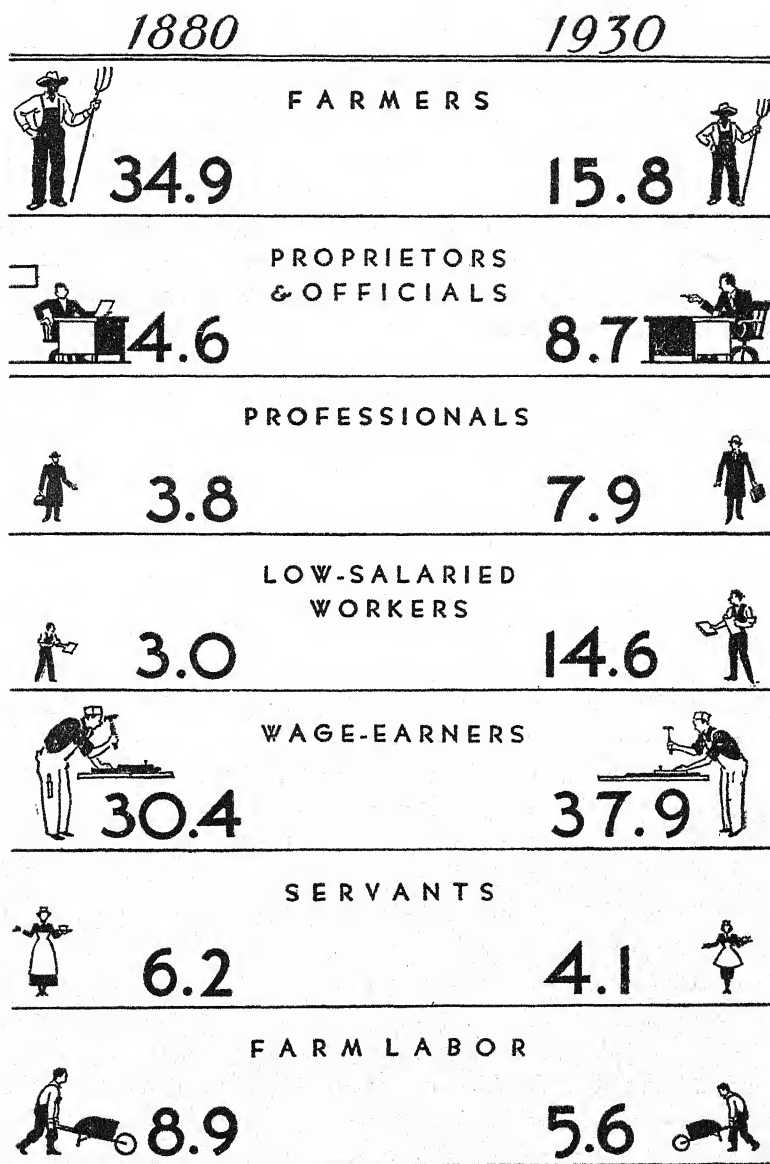 1880 1930
FARMERS
34.9 15.8
PROPRIETORS
& OFFICIALS
4.6 8.7
PROFESSIONALS
3.8 7.9
LOW-SALARIED
WORKERS
3.0 14.6
WAGE-EARNERS
30.4 37.9
SERVANTS
6.2 4.1
FARM LABOR
8.9 5.6